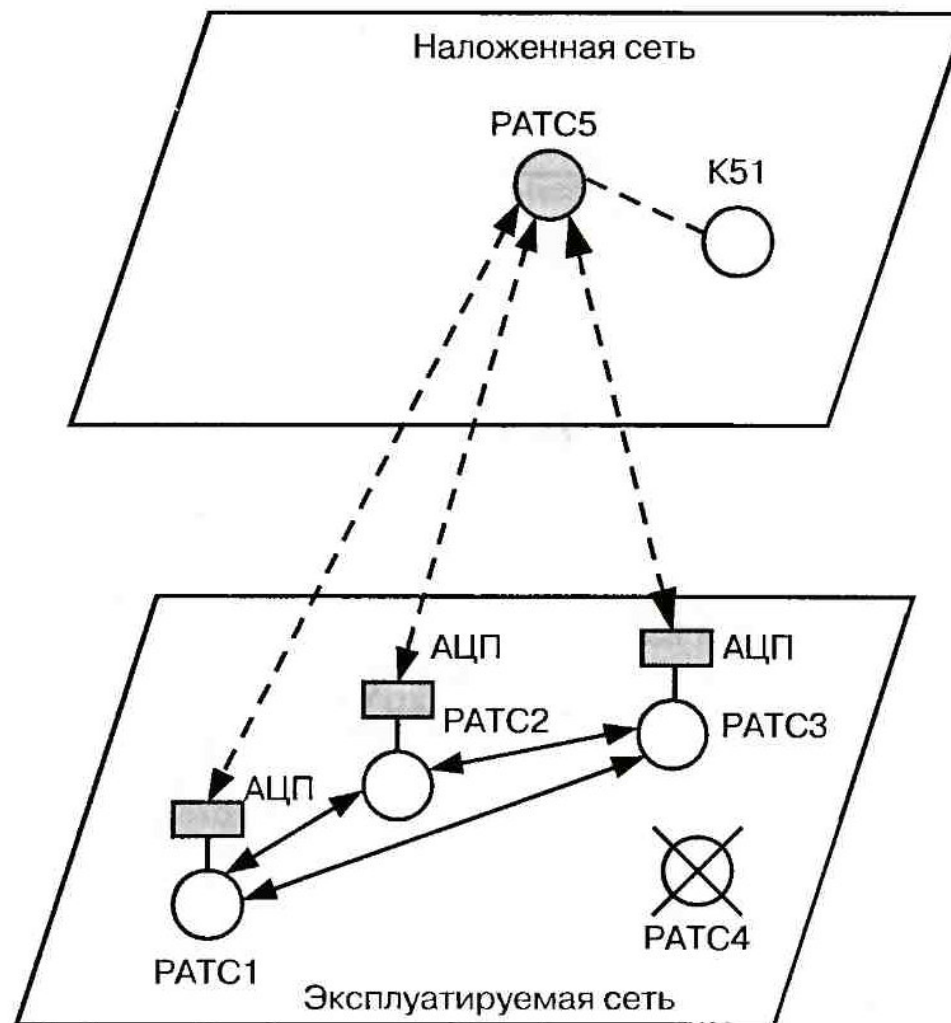 Наложенная сеть
РАТС5
К51
АЦП
АЦП
РАТС2
РАТС3
АЦП
РАТС4
РАТС1
Эксплуатируемая сеть